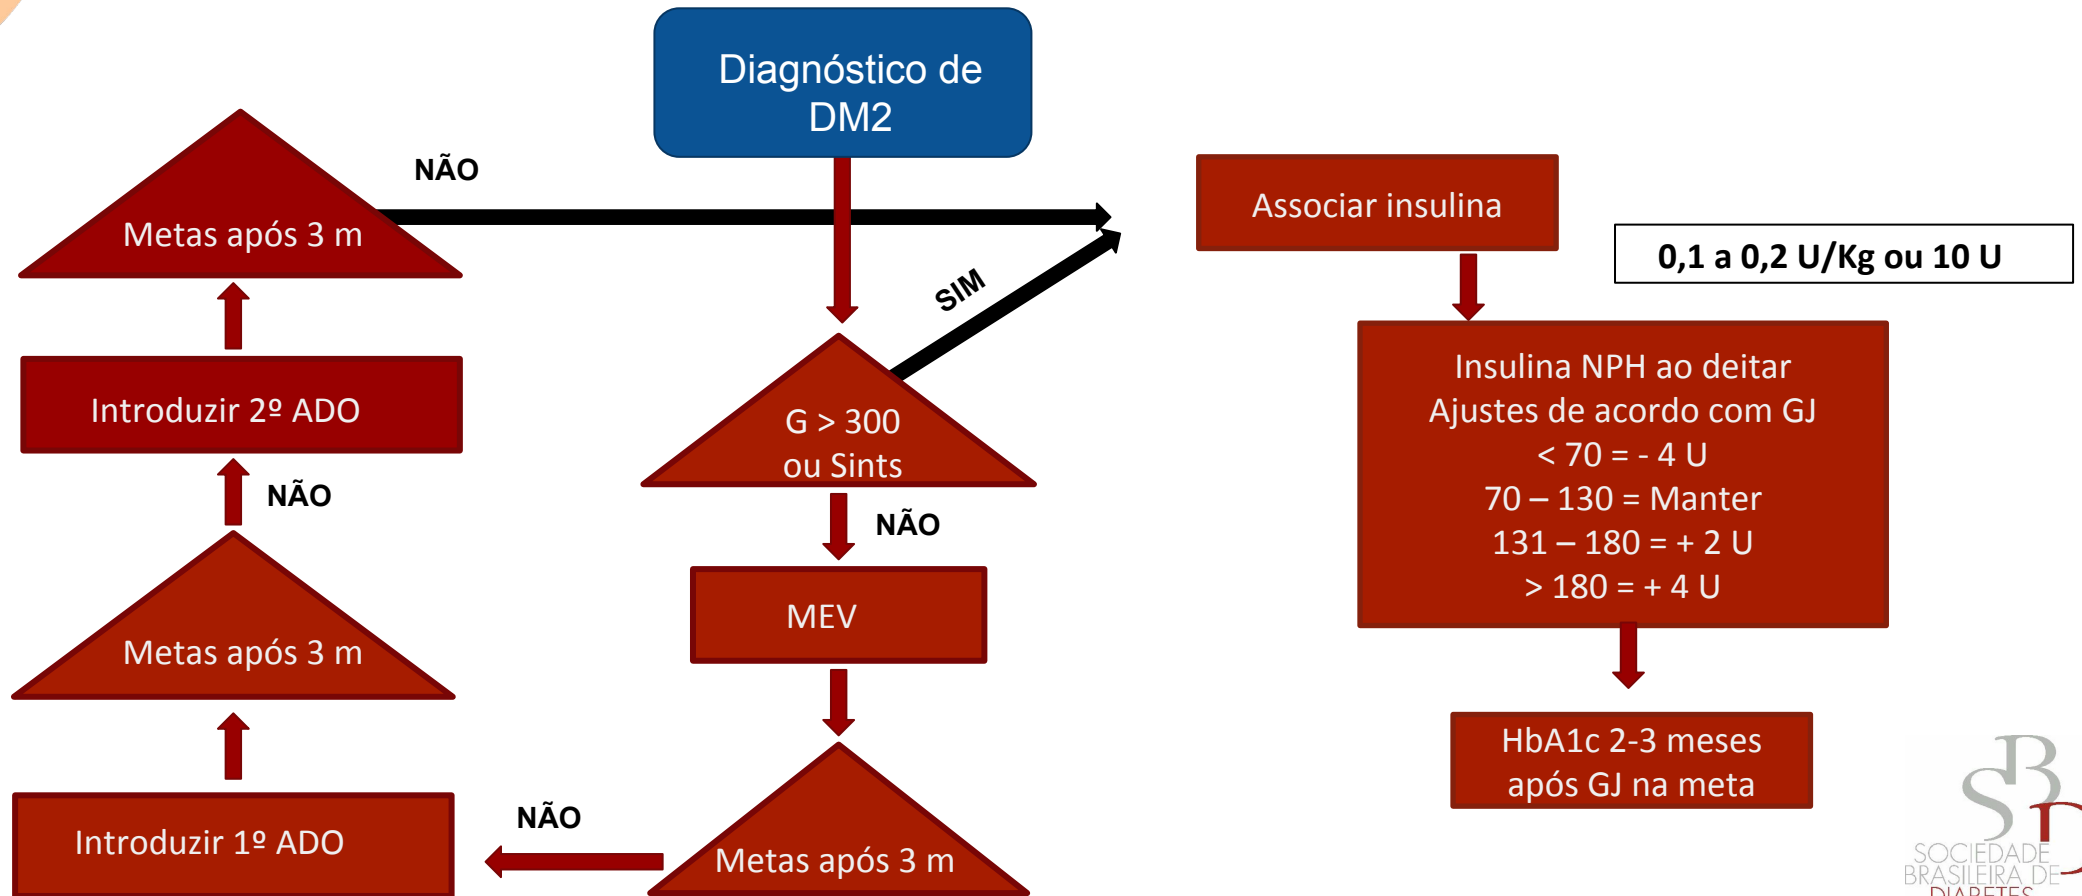 Diagnóstico de
DM2
NÃO
Metas após 3 m
SIM
Associar insulina
0,1 a 0,2 U/Kg ou 10 U
Introduzir 2º ADO
G > 300
ou Sints
NÃO
NÃO
Insulina NPH ao deitar
Ajustes de acordo com GJ
< 70 = - 4 U
70 – 130 = Manter
131 – 180 = + 2 U
> 180 = + 4 U
MEV
Metas após 3 m
HbA1c 2-3 meses
após GJ na meta
NÃO
Introduzir 1º ADO
Metas após 3 m
SBD
SOCIEDADE
BRASILEIRA DE
DIABETES